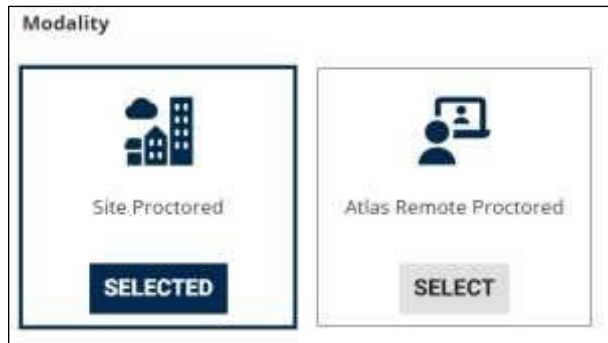 Modality
Site Proctored
Atlas Remote Proctored
SELECTED
SELECT